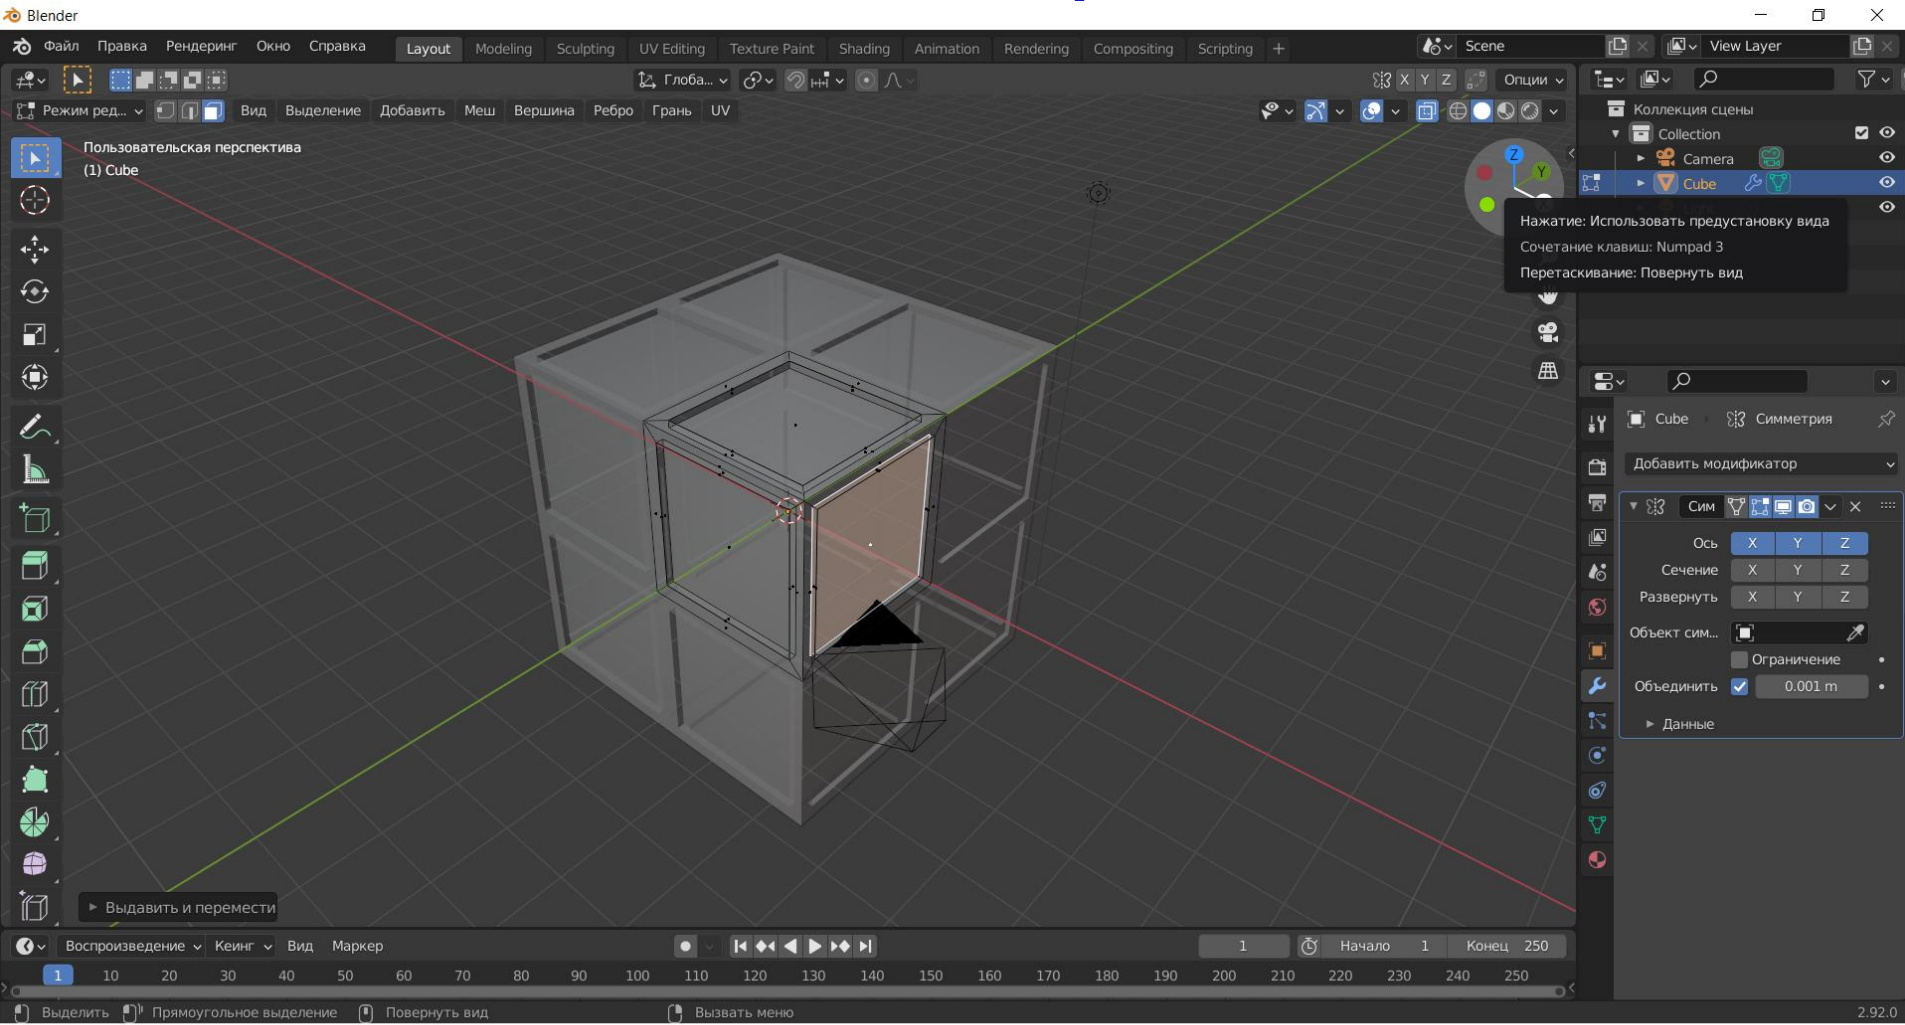 Blender
Файл Правка Рендеринг Окно Справка Layout Modeling Sculpting UV Editing Texture Paint Shading Animation Rendering Compositing Scripting + Scene View Layer
Глоба... X Y Z Опции
Режим ред... Вид Выделение Добавить Меш Вершина Ребро Грань UV
Пользовательская перспектива
(1) Cube
Z
Y
Коллекция сцены
Collection
Camera
Cube
Нажатие: Использовать предустановку вида
Сочетание клавиш: Numpad 3
Перетаскивание: Повернуть вид
Cube Симметрия
Добавить модификатор
Сим
Ось X Y Z
Сечение X Y Z
Развернуть X Y Z
Объект сим...
Ограничение
Объединить 0.001 m
Данные
Выдавить и перемести
Воспроизведение Кеинг Вид Маркер 1 Начало 1 Конец 250
1 10 20 30 40 50 60 70 80 90 100 110 120 130 140 150 160 170 180 190 200 210 220 230 240 250
Выделить Прямоугольное выделение Повернуть вид Вызвать меню 2.92.0